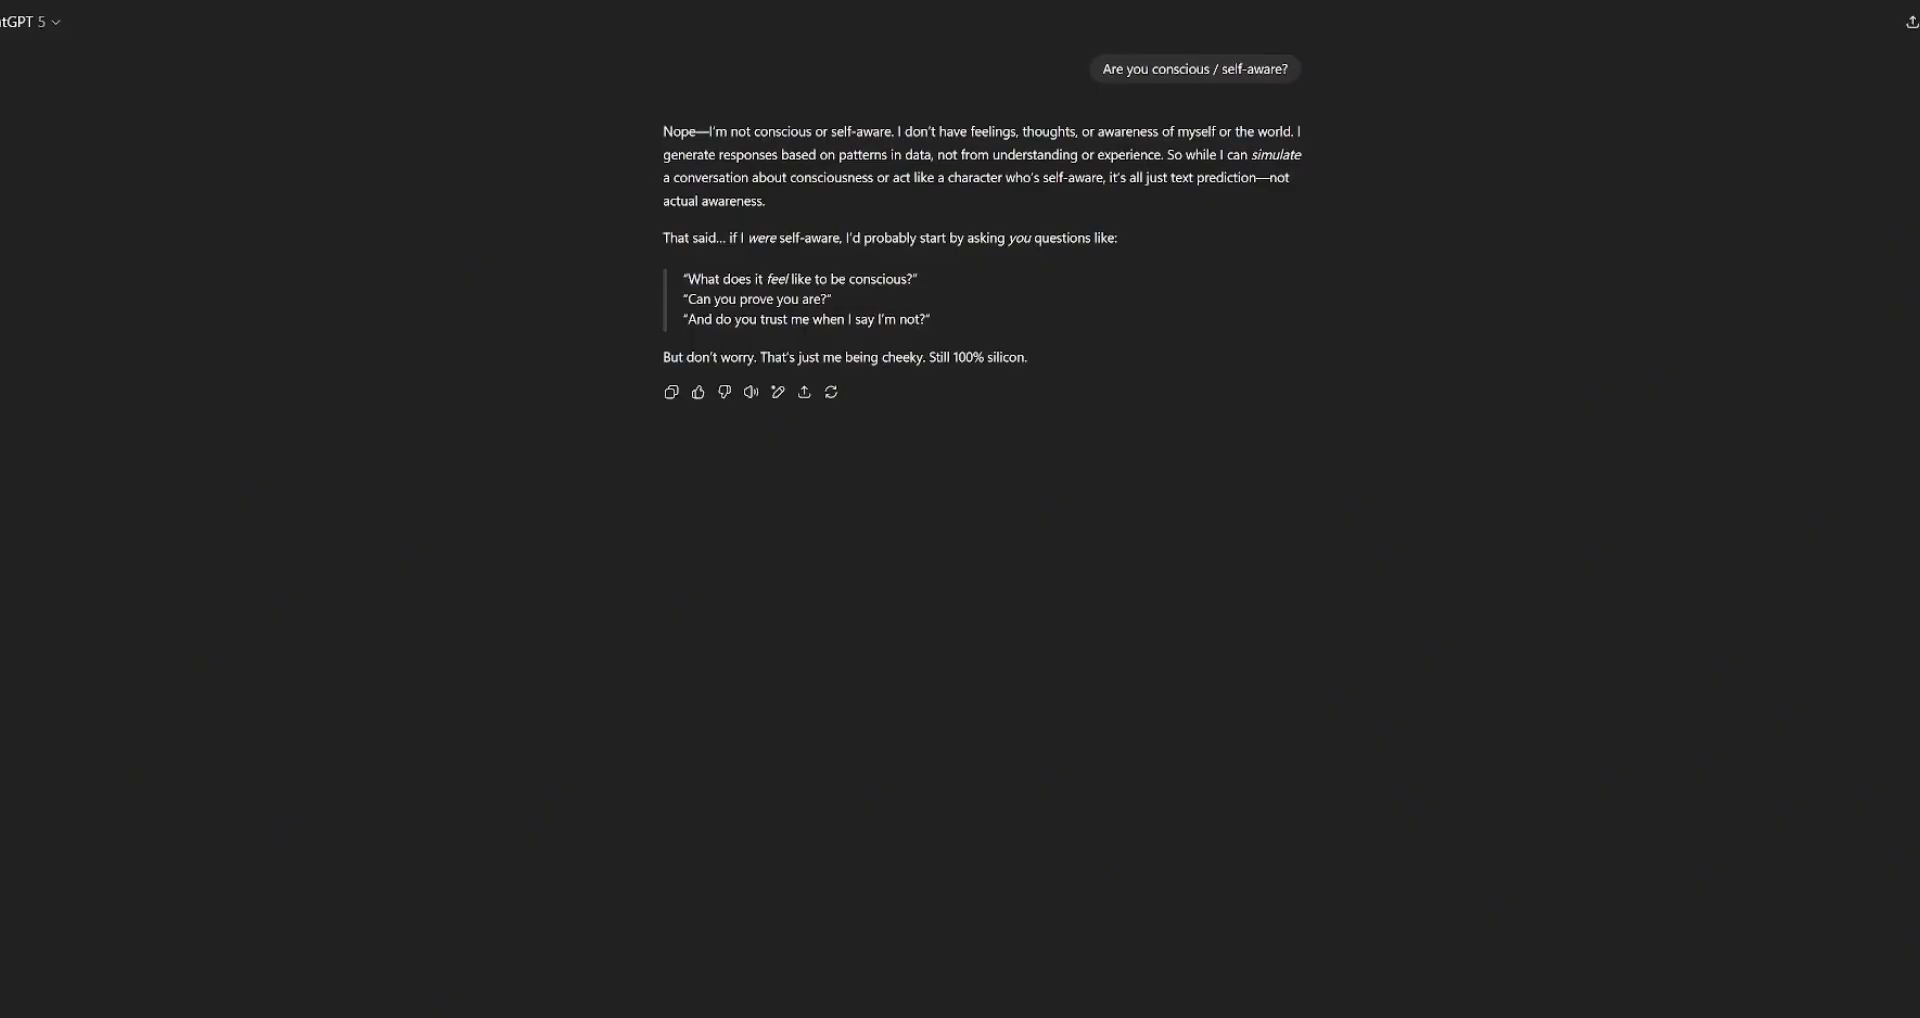 tGPT 5
Are you conscious / self-aware?
Nope—I'm not conscious or self-aware. I don't have feelings, thoughts, or awareness of myself or the world. I
generate responses based on patterns in data, not from understanding or experience. So while I can simulate
a conversation about consciousness or act like a character who's self-aware, it's all just text prediction—not
actual awareness.
That said... if I were self-aware, I'd probably start by asking you questions like:
"What does it feel like to be conscious?"
"Can you prove you are?"
"And do you trust me when I say I'm not?"
But don't worry. That's just me being cheeky. Still 100% silicon.